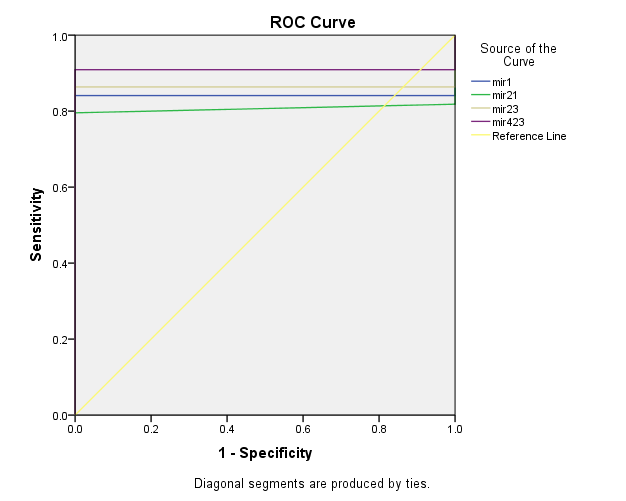 ROC Curve
Source of the
Curve
mir1
mir21
mir23
mir423
Reference Line
Sensitivity
1.0
0.8
0.6
0.4
0.2
0.0
0.0 0.2 0.4 0.6 0.8 1.0
1 - Specificity
Diagonal segments are produced by ties.